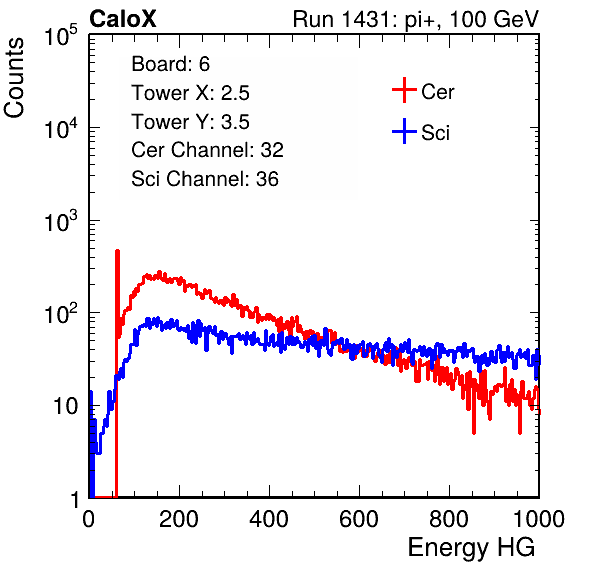 CaloX Run 1431: pi+, 100 GeV
Counts
Board: 6
Tower X: 2.5
Tower Y: 3.5
Cer Channel: 32
Sci Channel: 36
Cer
Sci
10^5
10^4
10^3
10^2
10
1
0 200 400 600 800 1000
Energy HG